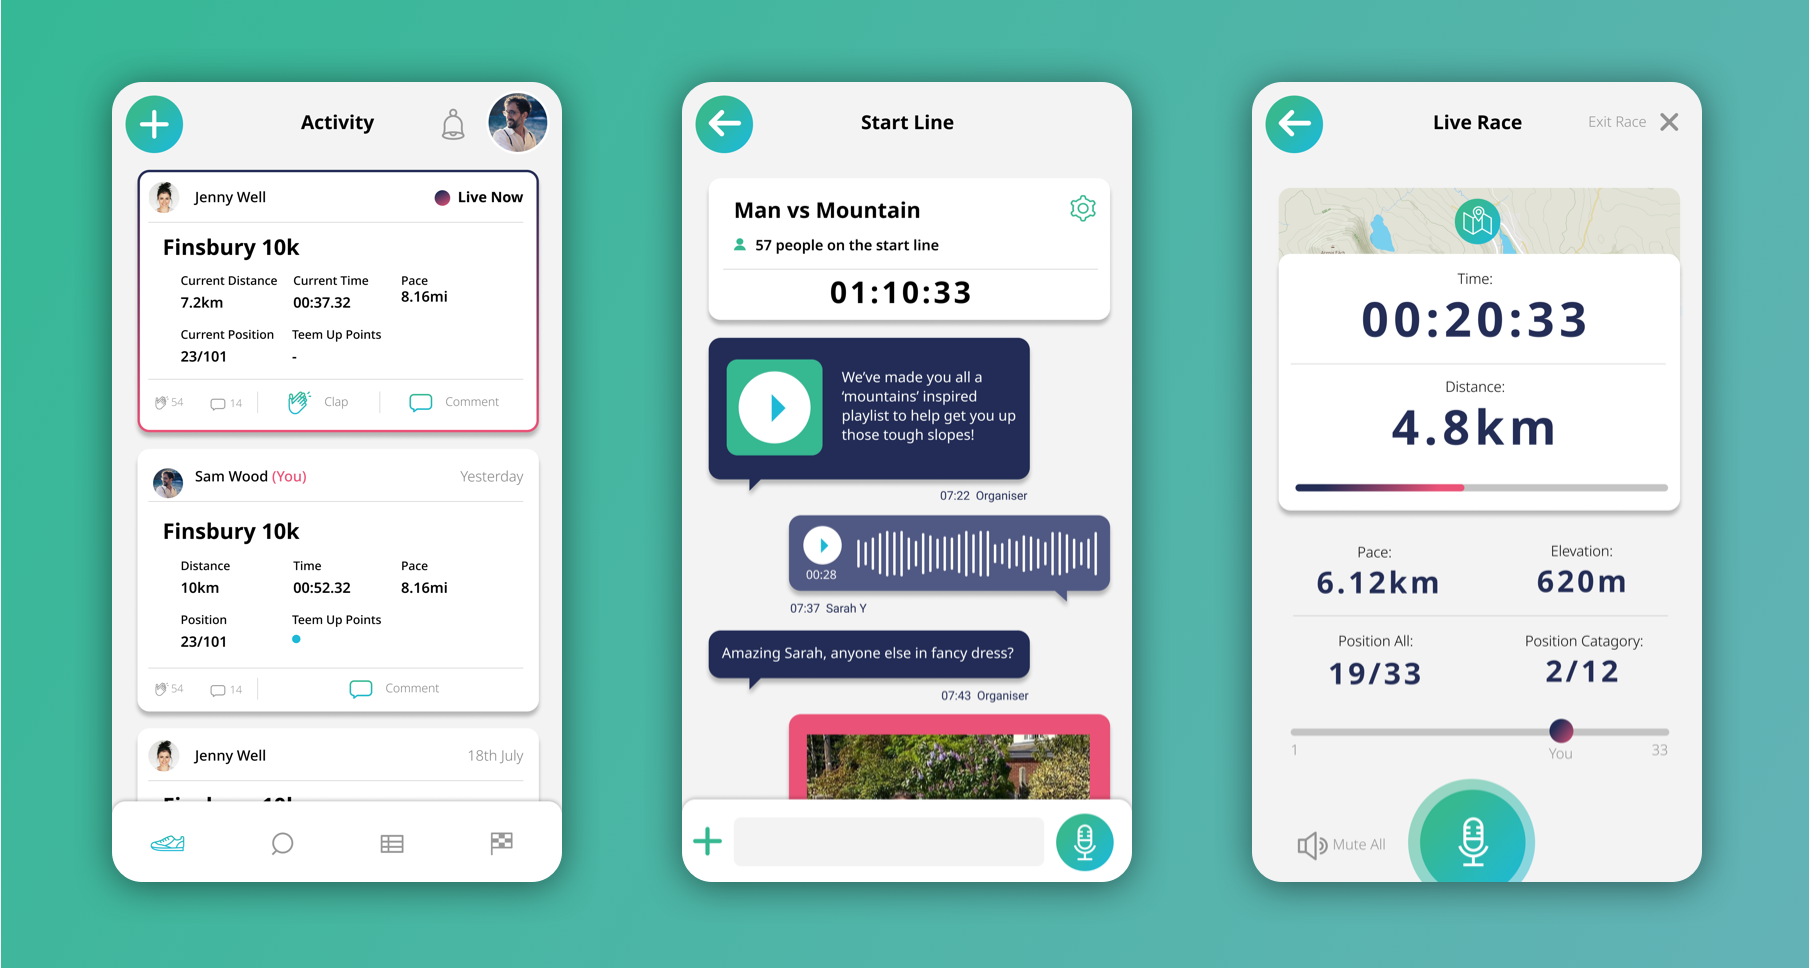 Activity
Jenny Well
Live Now
Finsbury 10k
Current Distance Current Time Pace
7.2km 00:37.32 8.16mi
Current Position Teem Up Points
23/101 -
54 14 Clap Comment
Sam Wood (You) Yesterday
Finsbury 10k
Distance Time Pace
10km 00:52.32 8.16mi
Position Teem Up Points
23/101
54 14 Comment
Jenny Well 18th July
Start Line
Man vs Mountain
57 people on the start line
01:10:33
We've made you all a
‘mountains’ inspired
playlist to help get you up
those tough slopes!
07:22 Organiser
00:28
07:37 Sarah Y
Amazing Sarah, anyone else in fancy dress?
07:43 Organiser
Live Race
Exit Race
Time:
00:20:33
Distance:
4.8km
Pace: Elevation:
6.12km 620m
Position All: Position Catagory:
19/33 2/12
1 You 33
Mute All